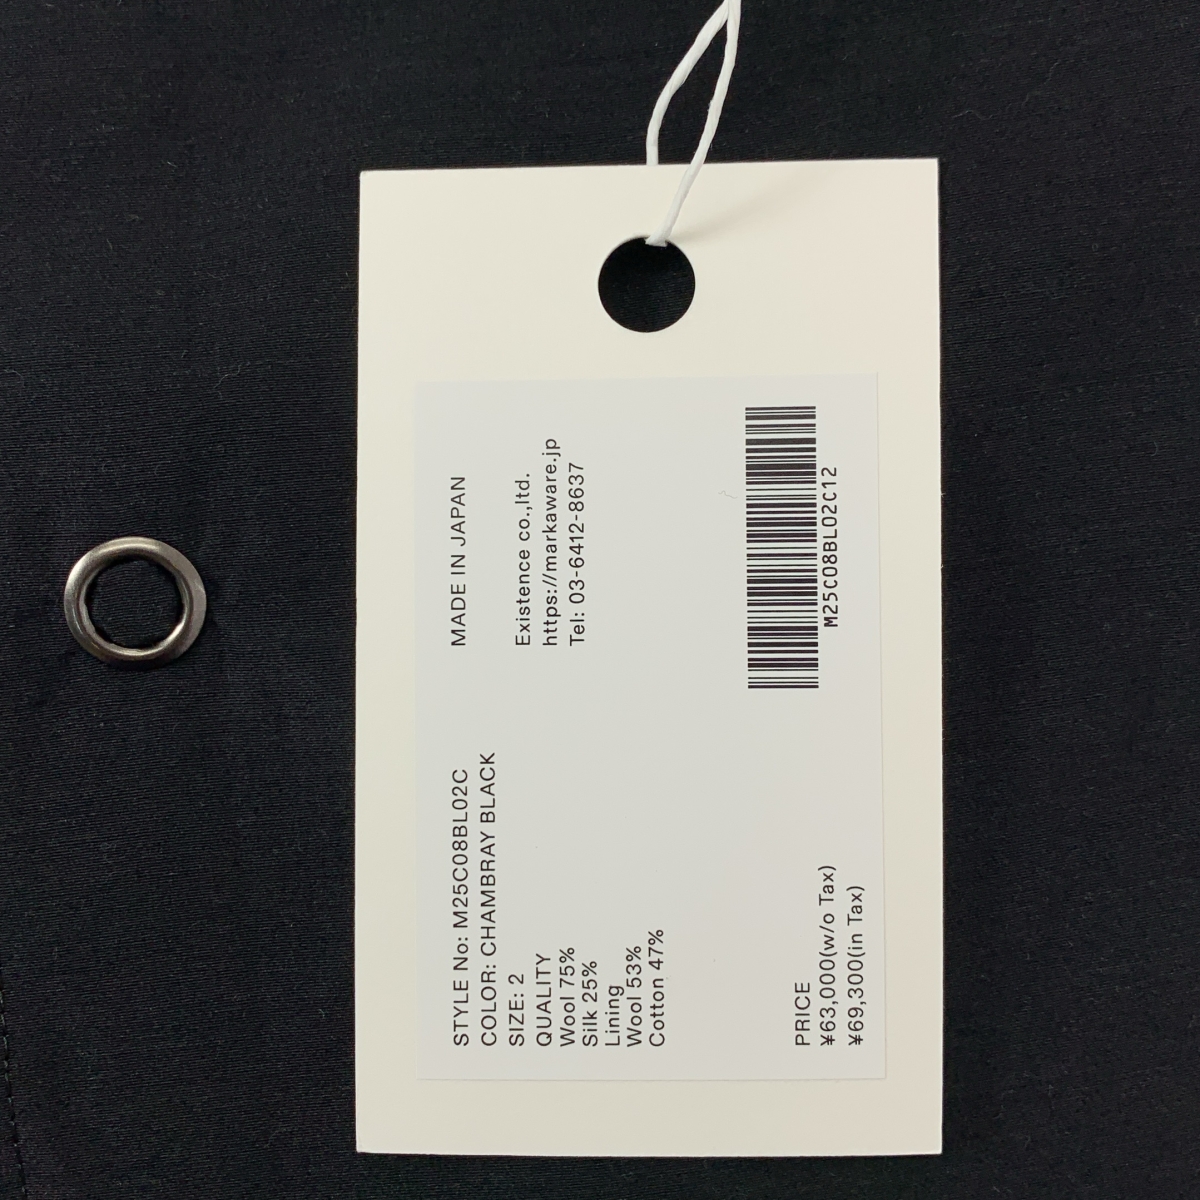 STYLE No: M25C08BL02C
COLOR: CHAMBRAY BLACK
SIZE: 2
QUALITY
Wool 75%
Silk 25%
Lining
Wool 53%
Cotton 47%
PRICE
¥63,000(w/o Tax)
¥69,300(in Tax)
MADE IN JAPAN
Existence co.,ltd.
https://markaware.jp
Tel: 03-6412-8637
M25C08BL02C12